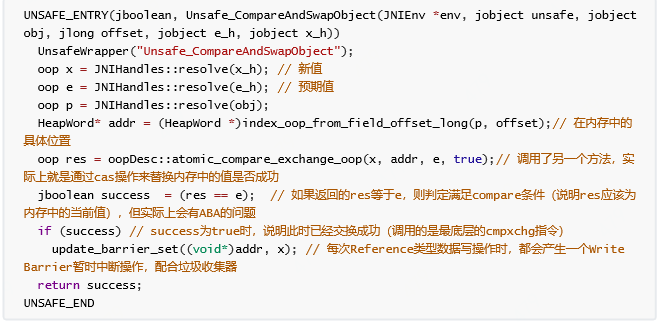 UNSAFE_ENTRY(jboolean, Unsafe_CompareAndSwapObject(JNIEnv *env, jobject unsafe, jobject
obj, jlong offset, jobject e_h, jobject x_h))
  UnsafeWrapper("Unsafe_CompareAndSwapObject");
  oop x = JNIHandles::resolve(x_h); // 新值
  oop e = JNIHandles::resolve(e_h); // 预期值
  oop p = JNIHandles::resolve(obj);
  HeapWord* addr = (HeapWord *)index_oop_from_field_offset_long(p, offset);// 在内存中的
具体位置
  oop res = oopDesc::atomic_compare_exchange_oop(x, addr, e, true);// 调用了另一个方法，实
际上就是通过cas操作来替换内存中的值是否成功
  jboolean success  = (res == e);  // 如果返回的res等于e，则判定满足compare条件（说明res应该为
内存中的当前值），但实际上会有ABA的问题
  if (success) // success为true时，说明此时已经交换成功（调用的是最底层的cmpxchg指令）
    update_barrier_set((void*)addr, x); // 每次Reference类型数据写操作时，都会产生一个Write
Barrier暂时中断操作，配合垃圾收集器
  return success;
UNSAFE_END